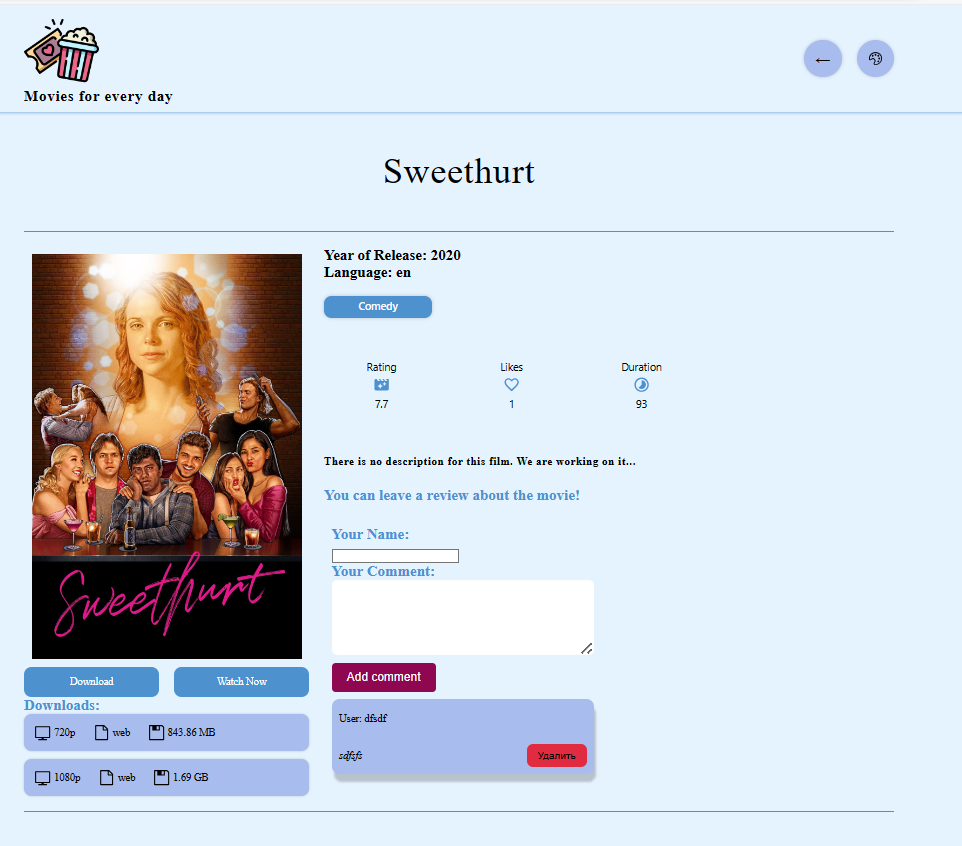 Movies for every day
←
Sweethurt
Year of Release: 2020
Language: en
Comedy
Rating Likes Duration
7.7 1 93
There is no description for this film. We are working on it...
You can leave a review about the movie!
Your Name:
Your Comment:
Add comment
User: dfsdf
sdfsfs
Удалить
Sweethurt
Download Watch Now
Downloads:
720p web 843.86 MB
1080p web 1.69 GB